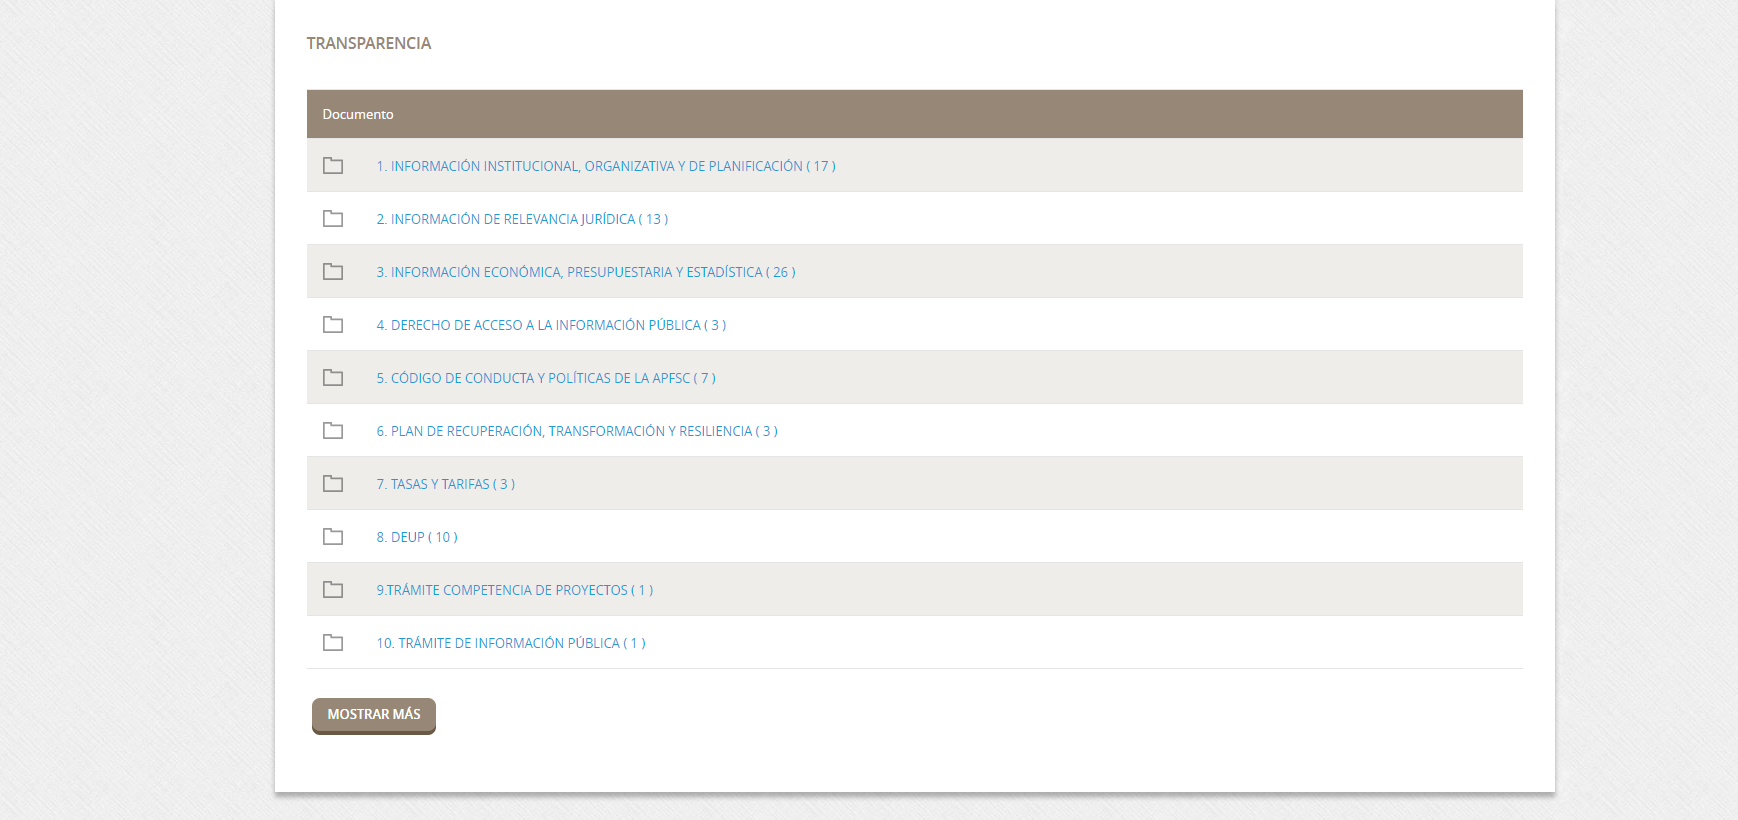 TRANSPARENCIA
Documento
1. INFORMACIÓN INSTITUCIONAL, ORGANIZATIVA Y DE PLANIFICACIÓN ( 17 )
2. INFORMACIÓN DE RELEVANCIA JURÍDICA ( 13 )
3. INFORMACIÓN ECONÓMICA, PRESUPUESTARIA Y ESTADÍSTICA ( 26 )
4. DERECHO DE ACCESO A LA INFORMACIÓN PÚBLICA ( 3 )
5. CÓDIGO DE CONDUCTA Y POLÍTICAS DE LA APFSC ( 7 )
6. PLAN DE RECUPERACIÓN, TRANSFORMACIÓN Y RESILIENCIA ( 3 )
7. TASAS Y TARIFAS ( 3 )
8. DEUP ( 10 )
9.TRÁMITE COMPETENCIA DE PROYECTOS ( 1 )
10. TRÁMITE DE INFORMACIÓN PÚBLICA ( 1 )
MOSTRAR MÁS